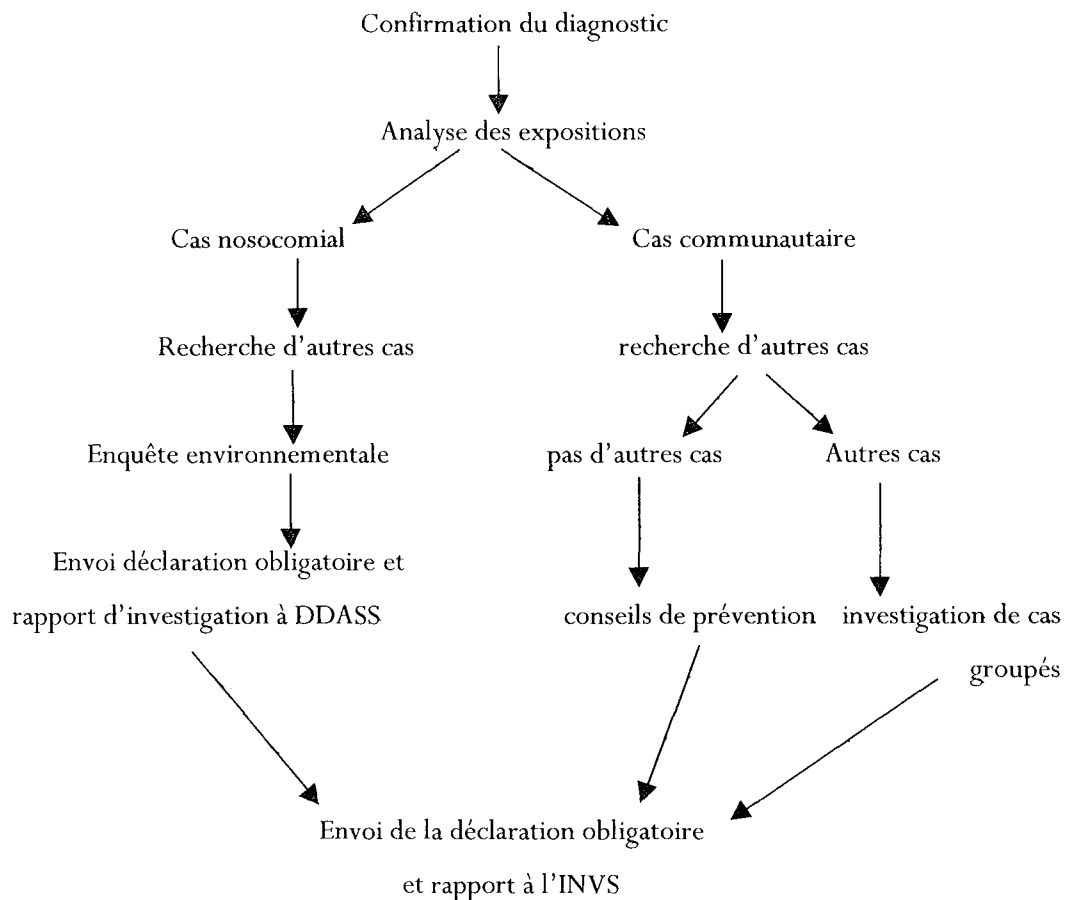 Confirmation du diagnostic
Analyse des expositions
Cas nosocomial
Cas communautaire
Recherche d'autres cas
recherche d'autres cas
Enquête environnementale
pas d'autres cas
Autres cas
Envoi déclaration obligatoire et
rapport d'investigation à DDASS
conseils de prévention
investigation de cas
groupés
Envoi de la déclaration obligatoire
et rapport à l'INVS